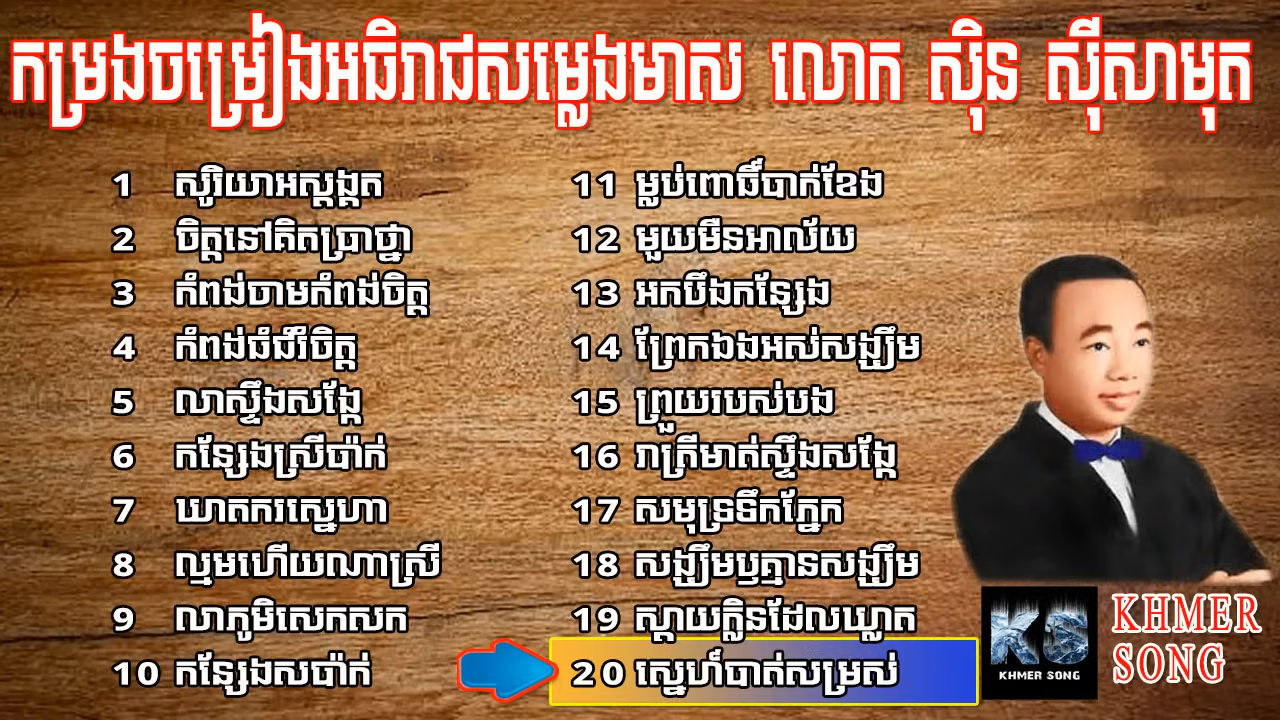 កម្រងចម្រៀងអធិរាជសម្លេងមាស លោក ស៊ិន ស៊ីសាមុត
1 សូរិយាអស្តង្គត
2 ចិត្តនៅគិតប្រាថ្នា
3 កំពង់ចាមកំពង់ចិត្ត
4 កំពង់ធំជំរំចិត្ត
5 លាស្ទឹងសង្កែ
6 កន្សែងស្រីប៉ាក់
7 ឃាតករស្នេហា
8 ល្មមហើយណាស្រី
9 លាភូមិសេកសក
10 កន្សែងសប៉ាក់
11 ម្លប់ពោធិ៍បាក់ខែង
12 មួយមឺនអាល័យ
13 អកបឹងកន្សែង
14 ព្រែកឯងអស់សង្ឃឹម
15 ព្រួយរបស់បង
16 រាត្រីមាត់ស្ទឹងសង្កែ
17 សមុទ្រទឹកភ្នែក
18 សង្ឃឹមឫគ្មានសង្ឃឹម
19 ស្តាយក្លិនដែលឃ្លាត
20 ស្នេហ៍បាត់សម្រស់
KS
KHMER SONG
KHMER
SONG